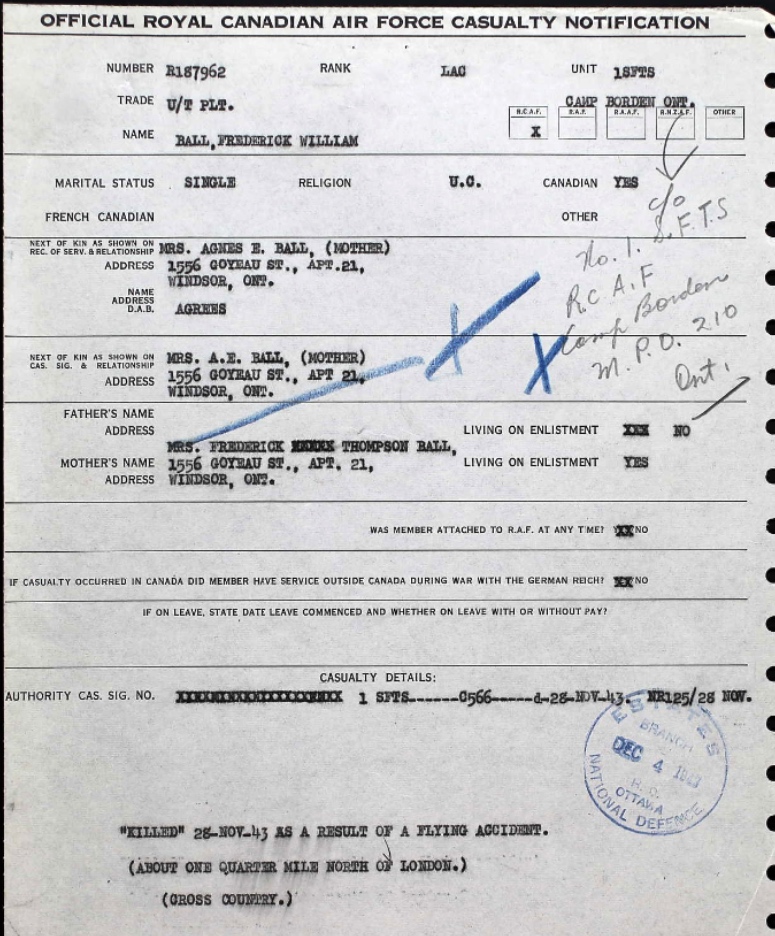 OFFICIAL ROYAL CANADIAN AIR FORCE CASUALTY NOTIFICATION
NUMBER R187962 RANK LAC UNIT 1SFTS
TRADE U/T PLT. CAMP BORDEN ONT.
R.C.A.F. R.A.F. R.A.A.F. R.N.Z.A.F. OTHER
X
NAME BALL, FREDERICK WILLIAM
MARITAL STATUS SINGLE RELIGION U.C. CANADIAN YES
FRENCH CANADIAN OTHER
c/o
No. 1. S.F.T.S
R.C.A.F
Camp Borden
M.P.O. 210
Ont.
NEXT OF KIN AS SHOWN ON
REC. OF SERV. & RELATIONSHIP MRS. AGNES E. BALL, (MOTHER)
ADDRESS 1556 GOYEAU ST., APT.21,
WINDSOR, ONT.
NAME
ADDRESS
D.A.B. AGREES
NEXT OF KIN AS SHOWN ON
CAS. SIG. & RELATIONSHIP MRS. A.E. BALL, (MOTHER)
ADDRESS 1556 GOYEAU ST., APT 21,
WINDSOR, ONT.
FATHER'S NAME
ADDRESS LIVING ON ENLISTMENT XXX NO
MRS. FREDERICK XXXXX THOMPSON BALL,
MOTHER'S NAME 1556 GOYEAU ST., APT. 21, LIVING ON ENLISTMENT YES
ADDRESS WINDSOR, ONT.
WAS MEMBER ATTACHED TO R.A.F. AT ANY TIME? XX NO
IF CASUALTY OCCURRED IN CANADA DID MEMBER HAVE SERVICE OUTSIDE CANADA DURING WAR WITH THE GERMAN REICH? XX NO
IF ON LEAVE, STATE DATE LEAVE COMMENCED AND WHETHER ON LEAVE WITH OR WITHOUT PAY?
CASUALTY DETAILS:
AUTHORITY CAS. SIG. NO. 1 SFTS------C566-----d-28-NOV-43. NR125/28 NOV.
ESTATES
BRANCH
DEC 4 1943
OTTAWA
NATIONAL DEFENCE
"KILLED" 28-NOV-43 AS A RESULT OF A FLYING ACCIDENT.
(ABOUT ONE QUARTER MILE NORTH OF LONDON.)
(CROSS COUNTRY.)